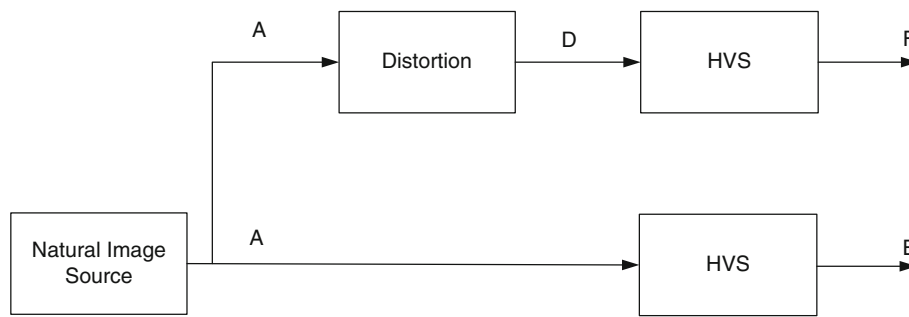 A
Distortion
D
HVS
F
Natural Image
Source
A
HVS
E